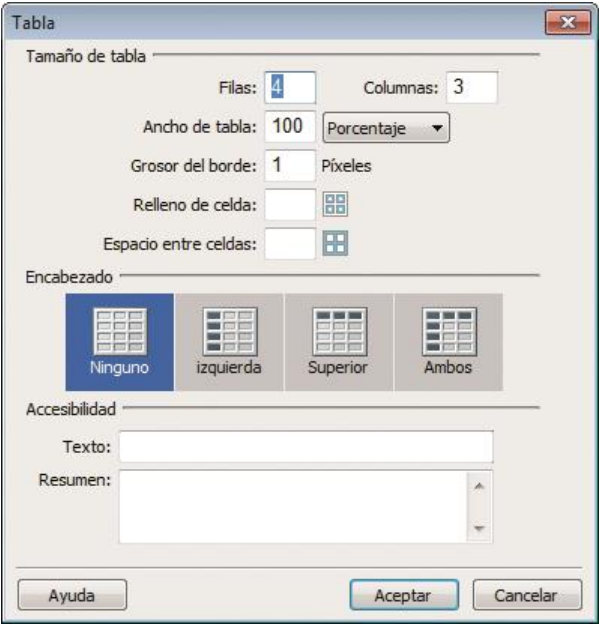 Tabla
Tamaño de tabla
Filas: 4 Columnas: 3
Ancho de tabla: 100 Porcentaje
Grosor del borde: 1 Píxeles
Relleno de celda:
Espacio entre celdas:
Encabezado
Ninguno izquierda Superior Ambos
Accesibilidad
Texto:
Resumen:
Ayuda Aceptar Cancelar